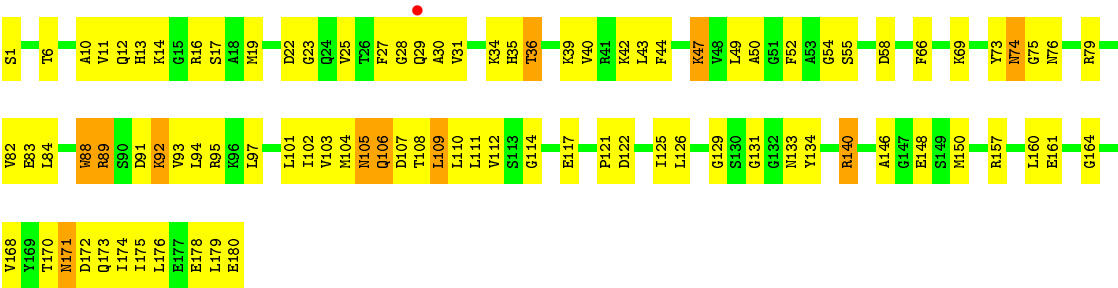 S1 T6 A10 V11 Q12 H13 K14 G15 R16 S17 A18 M19 D22 G23 Q24 V25 T26 F27 G28 Q29 A30 V31 K34 H35 T36 K39 V40 R41 K42 L43 F44 K47 V48 L49 A50 G51 F52 A53 G54 S55 D58 F66 K69 Y73 N74 G75 N76 R79
V82 E83 L84 W88 R89 S90 D91 K92 V93 L94 R95 K96 L97 L101 I102 V103 M104 N105 Q106 D107 T108 L109 L110 L111 V112 S113 G114 E117 P121 D122 I125 L126 G129 S130 G131 G132 N133 Y134 R140 A146 G147 E148 S149 M150 R157 L160 E161 G164
V168 Y169 T170 N171 D172 Q173 I174 I175 L176 E177 E178 L179 E180